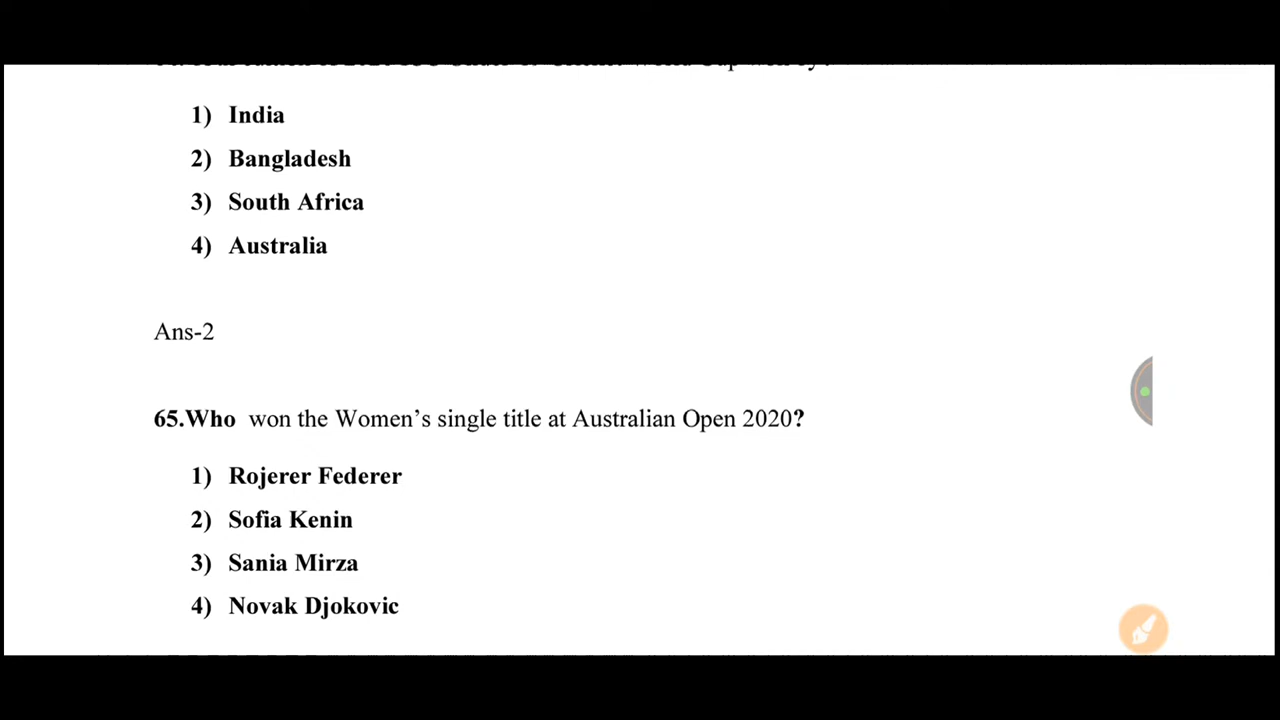 1) India
2) Bangladesh
3) South Africa
4) Australia
Ans-2
65.Who won the Women’s single title at Australian Open 2020?
1) Rojerer Federer
2) Sofia Kenin
3) Sania Mirza
4) Novak Djokovic